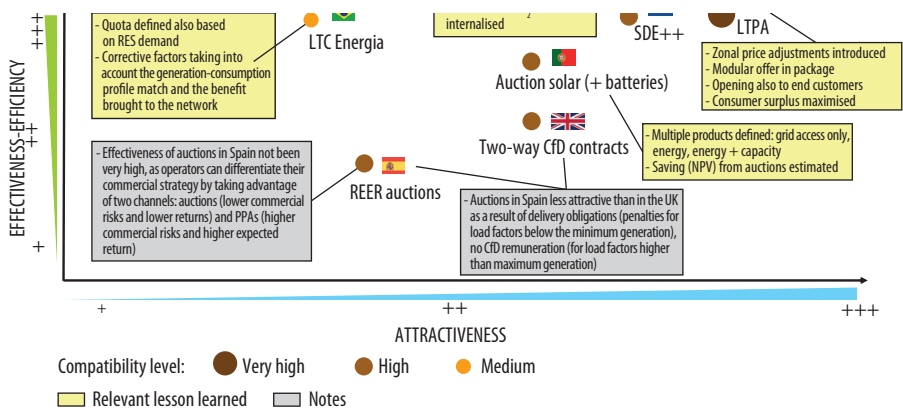 - Quota defined also based
on RES demand
- Corrective factors taking into
account the generation-consumption
profile match and the benefit
brought to the network
LTC Energia
2
internalised
SDE++
LTPA
- Zonal price adjustments introduced
- Modular offer in package
- Opening also to end customers
- Consumer surplus maximised
Auction solar (+ batteries)
Two-way CfD contracts
- Multiple products defined: grid access only,
energy, energy + capacity
- Saving (NPV) from auctions estimated
- Effectiveness of auctions in Spain not been
very high, as operators can differentiate their
commercial strategy by taking advantage
of two channels: auctions (lower commercial
risks and lower returns) and PPAs (higher
commercial risks and higher expected
return)
REER auctions
- Auctions in Spain less attractive than in the UK
as a result of delivery obligations (penalties for
load factors below the minimum generation),
no CfD remuneration (for load factors higher
than maximum generation)
EFFECTIVENESS-EFFICIENCY
+++
++
+
+
++
+++
ATTRACTIVENESS
Compatibility level:
Very high
High
Medium
Relevant lesson learned
Notes